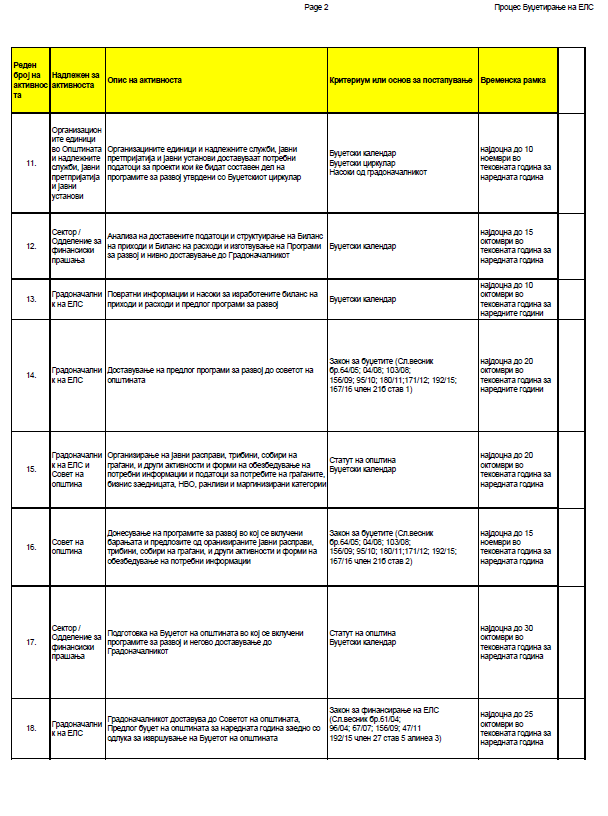 Page 2
Процес Буџетирање на ЕЛС
Реден
број на
активнос
та
Надлежен за
активноста
Опис на активноста
Критериум или основ за постапување
Временска рамка
11.
Организацион
ите единици
во Општината
и надлежните
служби, јавни
претпријатија
и јавни
установи
Организацините единици и надлежните служби, јавни
претпријатија и јавни установи доставуваат потребни
податоци за проекти кои ќе бидат составен дел на
програмите за развој утврдени со Буџетскиот циркулар
Буџетски календар
Буџетски циркулар
Насоки од градоначалникот
најдоцна до 10
ноември во
тековната година за
наредната година
12.
Сектор /
Одделение за
финансиски
прашања
Анализа на доставените податоци и структуирање на Биланс
на приходи и Биланс на расходи и изготвување на Програми
за развој и нивно доставување до Градоначалникот
Буџетски календар
најдоцна до 15
октомври во
тековната година за
наредната година
13.
Градоначални
к на ЕЛС
Повратни информации и насоки за изработените биланс на
приходи и расходи и предлог програми за развој
Буџетски календар
најдоцна до 10
октомври во
тековната година за
наредните години
14.
Градоначални
к на ЕЛС
Доставување на предлог програми за развој до советот на
општината
Закон за буџетите (Сл.весник
бр.64/05; 04/08; 103/08;
156/09; 95/10; 180/11;171/12; 192/15;
167/16 член 21б став 1)
најдоцна до 20
октомври во
тековната година за
наредните години
15.
Градоначални
к на ЕЛС и
Совет на
општина
Организирање на јавни расправи, трибини, собири на
граѓани, и други активности и форми на обезбедување на
потребни информации и податоци за потребите на граѓаните,
бизнис заедницата, НВО, ранливи и маргинизирани категории
Статут на општина
Буџетски календар
најдоцна до 20
октомври во
тековната година за
наредната година
16.
Совет на
општина
Донесување на програмите за развој во кој се вклучени
барањата и предлозите од оранизираните јавни расправи,
трибини, собири на граѓани, и други активности и форми на
обезбедување на потребни информации
Закон за буџетите (Сл.весник
бр.64/05; 04/08; 103/08;
156/09; 95/10; 180/11;171/12; 192/15;
167/16 член 21б став 2)
најдоцна до 15
ноември во
тековната година за
наредната година
17.
Сектор /
Одделение за
финансиски
прашања
Подготовка на Буџетот на општината во кој се вклучени
програмите за развој и негово доставување до
Градоначалникот
Статут на општина
Буџетски календар
најдоцна до 30
октомври во
тековната година за
наредната година
18.
Градоначални
к на ЕЛС
Градоначалникот доставува до Советот на општината,
Предлог буџет на општината за наредната година заедно со
одлука за извршување на Буџетот на општината
Закон за финансирање на ЕЛС
(Сл.весник бр.61/04;
96/04; 67/07; 156/09; 47/11
192/15 член 27 став 5 алинеа 3)
најдоцна до 25
октомври во
тековната година за
наредната година